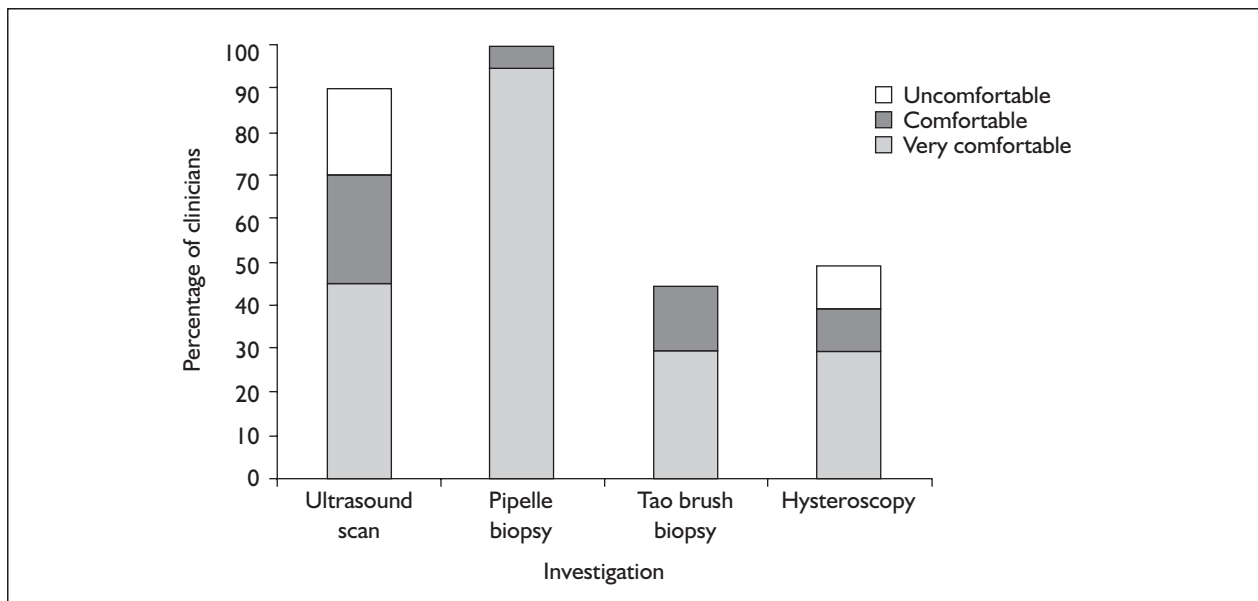 Percentage of clinicians
100
90
80
70
60
50
40
30
20
10
0
Uncomfortable
Comfortable
Very comfortable
Ultrasound
scan
Pipelle
biopsy
Tao brush
biopsy
Hysteroscopy
Investigation